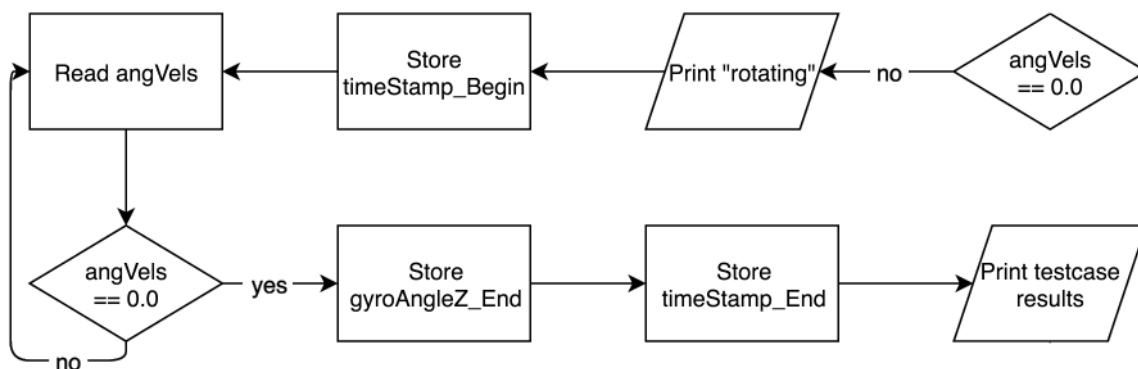 Read angVels
Store
timeStamp_Begin
Print "rotating"
no
angVels
== 0.0
angVels
== 0.0
yes
Store
gyroAngleZ_End
Store
timeStamp_End
Print testcase
results
no